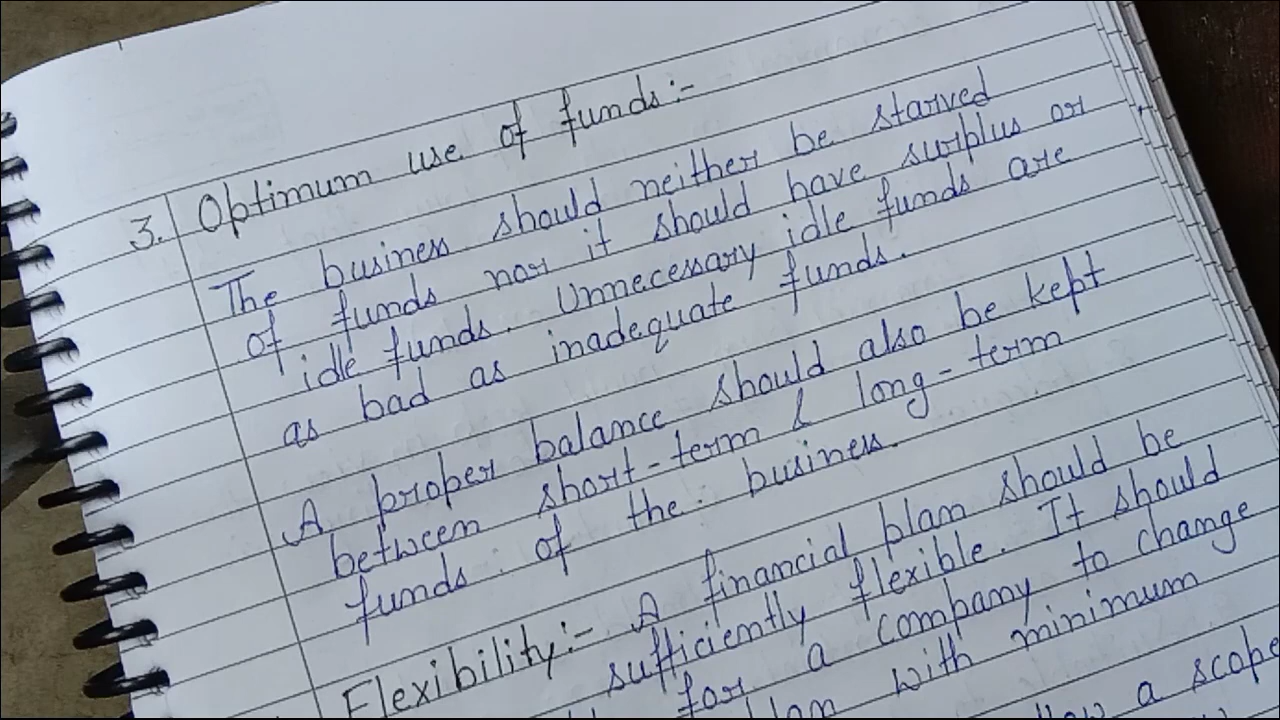 3. Optimum use of funds:-
The business should neither be starved
of funds nor it should have surplus or
idle funds. Unnecessary idle funds are
as bad as inadequate funds.
A proper balance should also be kept
between short-term & long-term
funds of the business.
Flexibility:- A financial plan should be
sufficiently flexible. It should
for a company to change
with minimum
a scope